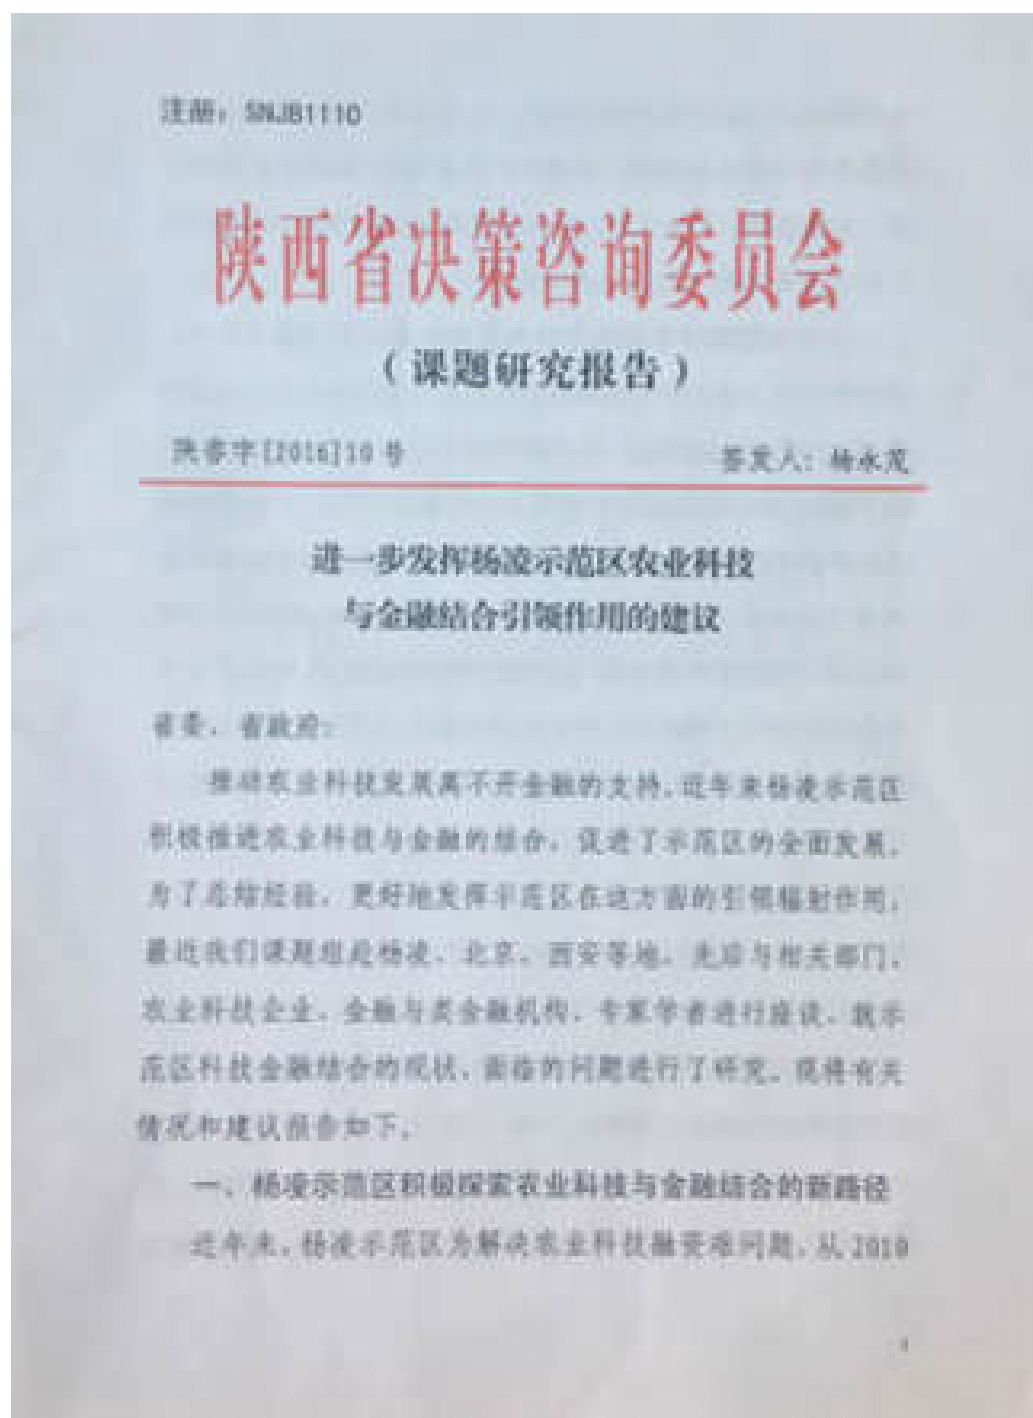 注册：SNJB1110
陕西省决策咨询委员会
（课题研究报告）
陕咨字[2016]10号
签发人：杨永茂
进一步发挥杨凌示范区农业科技
与金融结合引领作用的建议
省委、省政府：
推动农业科技发展离不开金融的支持，近年来杨凌示范区
积极推进农业科技与金融的结合，促进了示范区的全面发展。
为了总结经验，更好地发挥示范区在这方面的引领辐射作用，
最近我们课题组赴杨凌、北京、西安等地，先后与相关部门、
农业科技企业、金融与类金融机构、专家学者进行座谈，就示
范区科技金融结合的现状、面临的问题进行了研究。现将有关
情况和建议报告如下。
一、杨凌示范区积极探索农业科技与金融结合的新路径
近年来，杨凌示范区为解决农业科技融资难问题，从2010